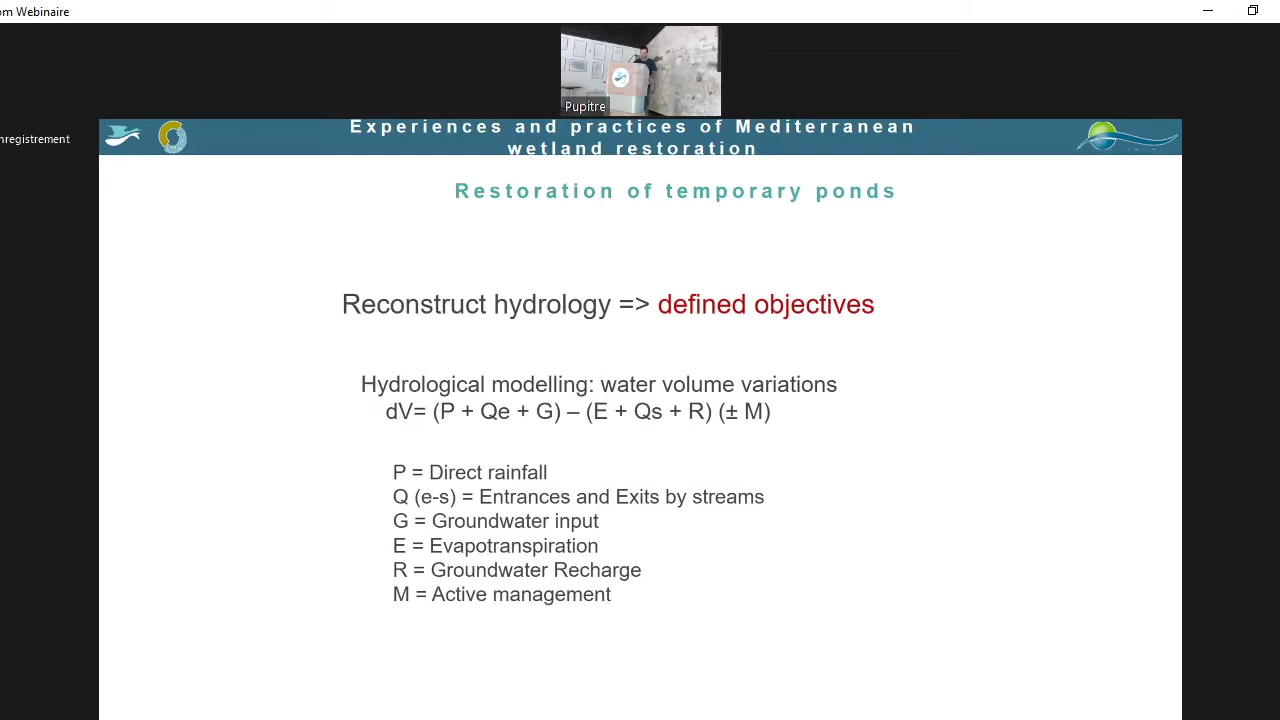 om Webinaire
Pupitre
nregistrement
Experiences and practices of Mediterranean
wetland restoration
Restoration of temporary ponds
Reconstruct hydrology => defined objectives
Hydrological modelling: water volume variations
dV= (P + Qe + G) – (E + Qs + R) (± M)
P = Direct rainfall
Q (e-s) = Entrances and Exits by streams
G = Groundwater input
E = Evapotranspiration
R = Groundwater Recharge
M = Active management